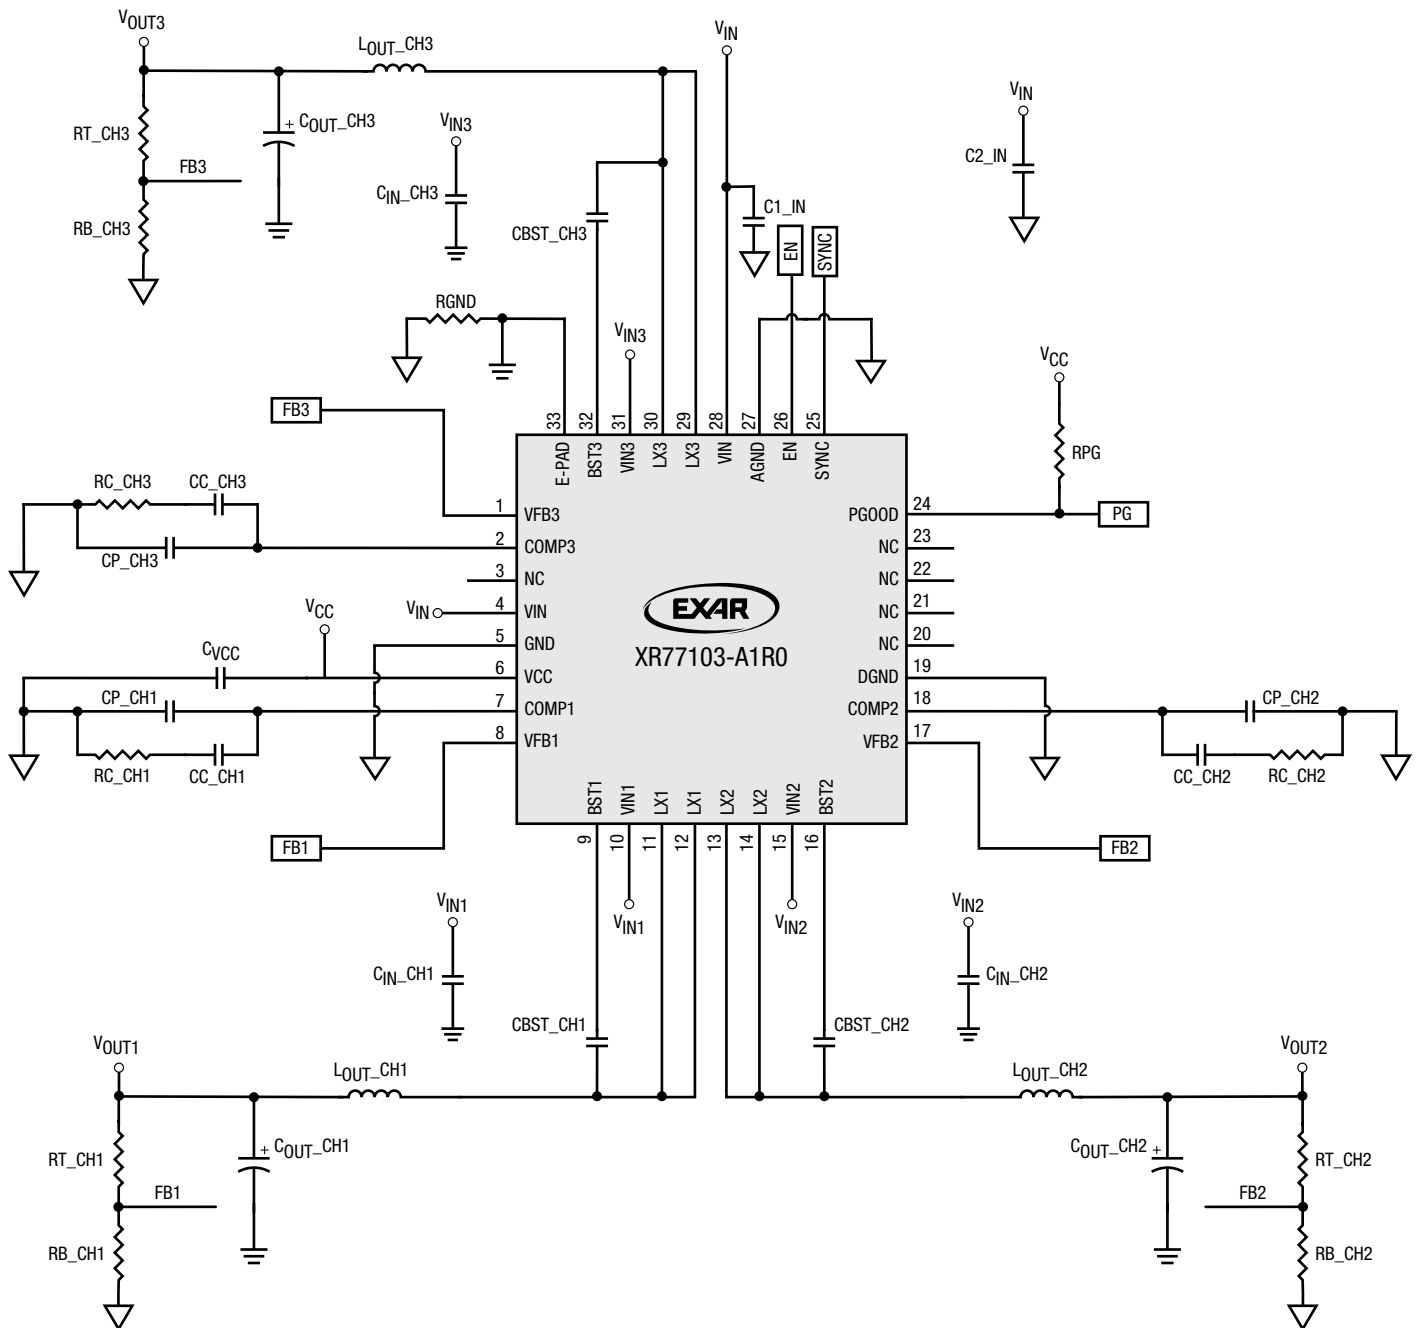 VOUT3
LOUT_CH3
VIN
VIN
RT_CH3
+
COUT_CH3
VIN3
C2_IN
FB3
CIN_CH3
C1_IN
RB_CH3
CBST_CH3
EN
SYNC
RGND
VIN3
VCC
FB3
33
32
31
30
29
28
27
26
25
E-PAD
BST3
VIN3
LX3
LX3
VIN
AGND
EN
SYNC
RPG
RC_CH3
CC_CH3
1
VFB3
PGOOD
24
PG
2
COMP3
NC
23
CP_CH3
3
NC
NC
22
VIN
4
VIN
EXAR
NC
21
VCC
5
GND
XR77103-A1R0
NC
20
CVCC
6
VCC
DGND
19
CP_CH1
7
COMP1
COMP2
18
CP_CH2
8
VFB1
VFB2
17
RC_CH1
CC_CH1
CC_CH2
RC_CH2
BST1
VIN1
LX1
LX1
LX2
LX2
VIN2
BST2
9
10
11
12
13
14
15
16
FB1
FB2
VIN1
VIN1
VIN2
VIN2
CIN_CH1
CIN_CH2
CBST_CH1
CBST_CH2
VOUT1
LOUT_CH1
LOUT_CH2
VOUT2
RT_CH1
+
COUT_CH1
COUT_CH2
+
RT_CH2
FB1
FB2
RB_CH1
RB_CH2